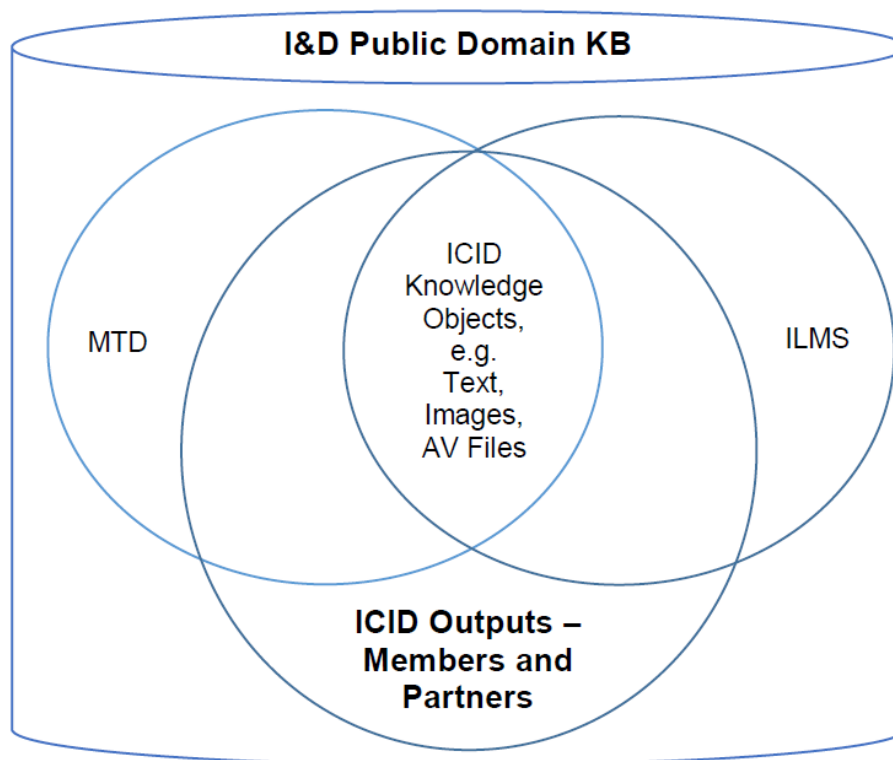 I&D Public Domain KB
ICID
Knowledge
Objects,
e.g.
Text,
Images,
AV Files
MTD
ILMS
ICID Outputs –
Members and
Partners